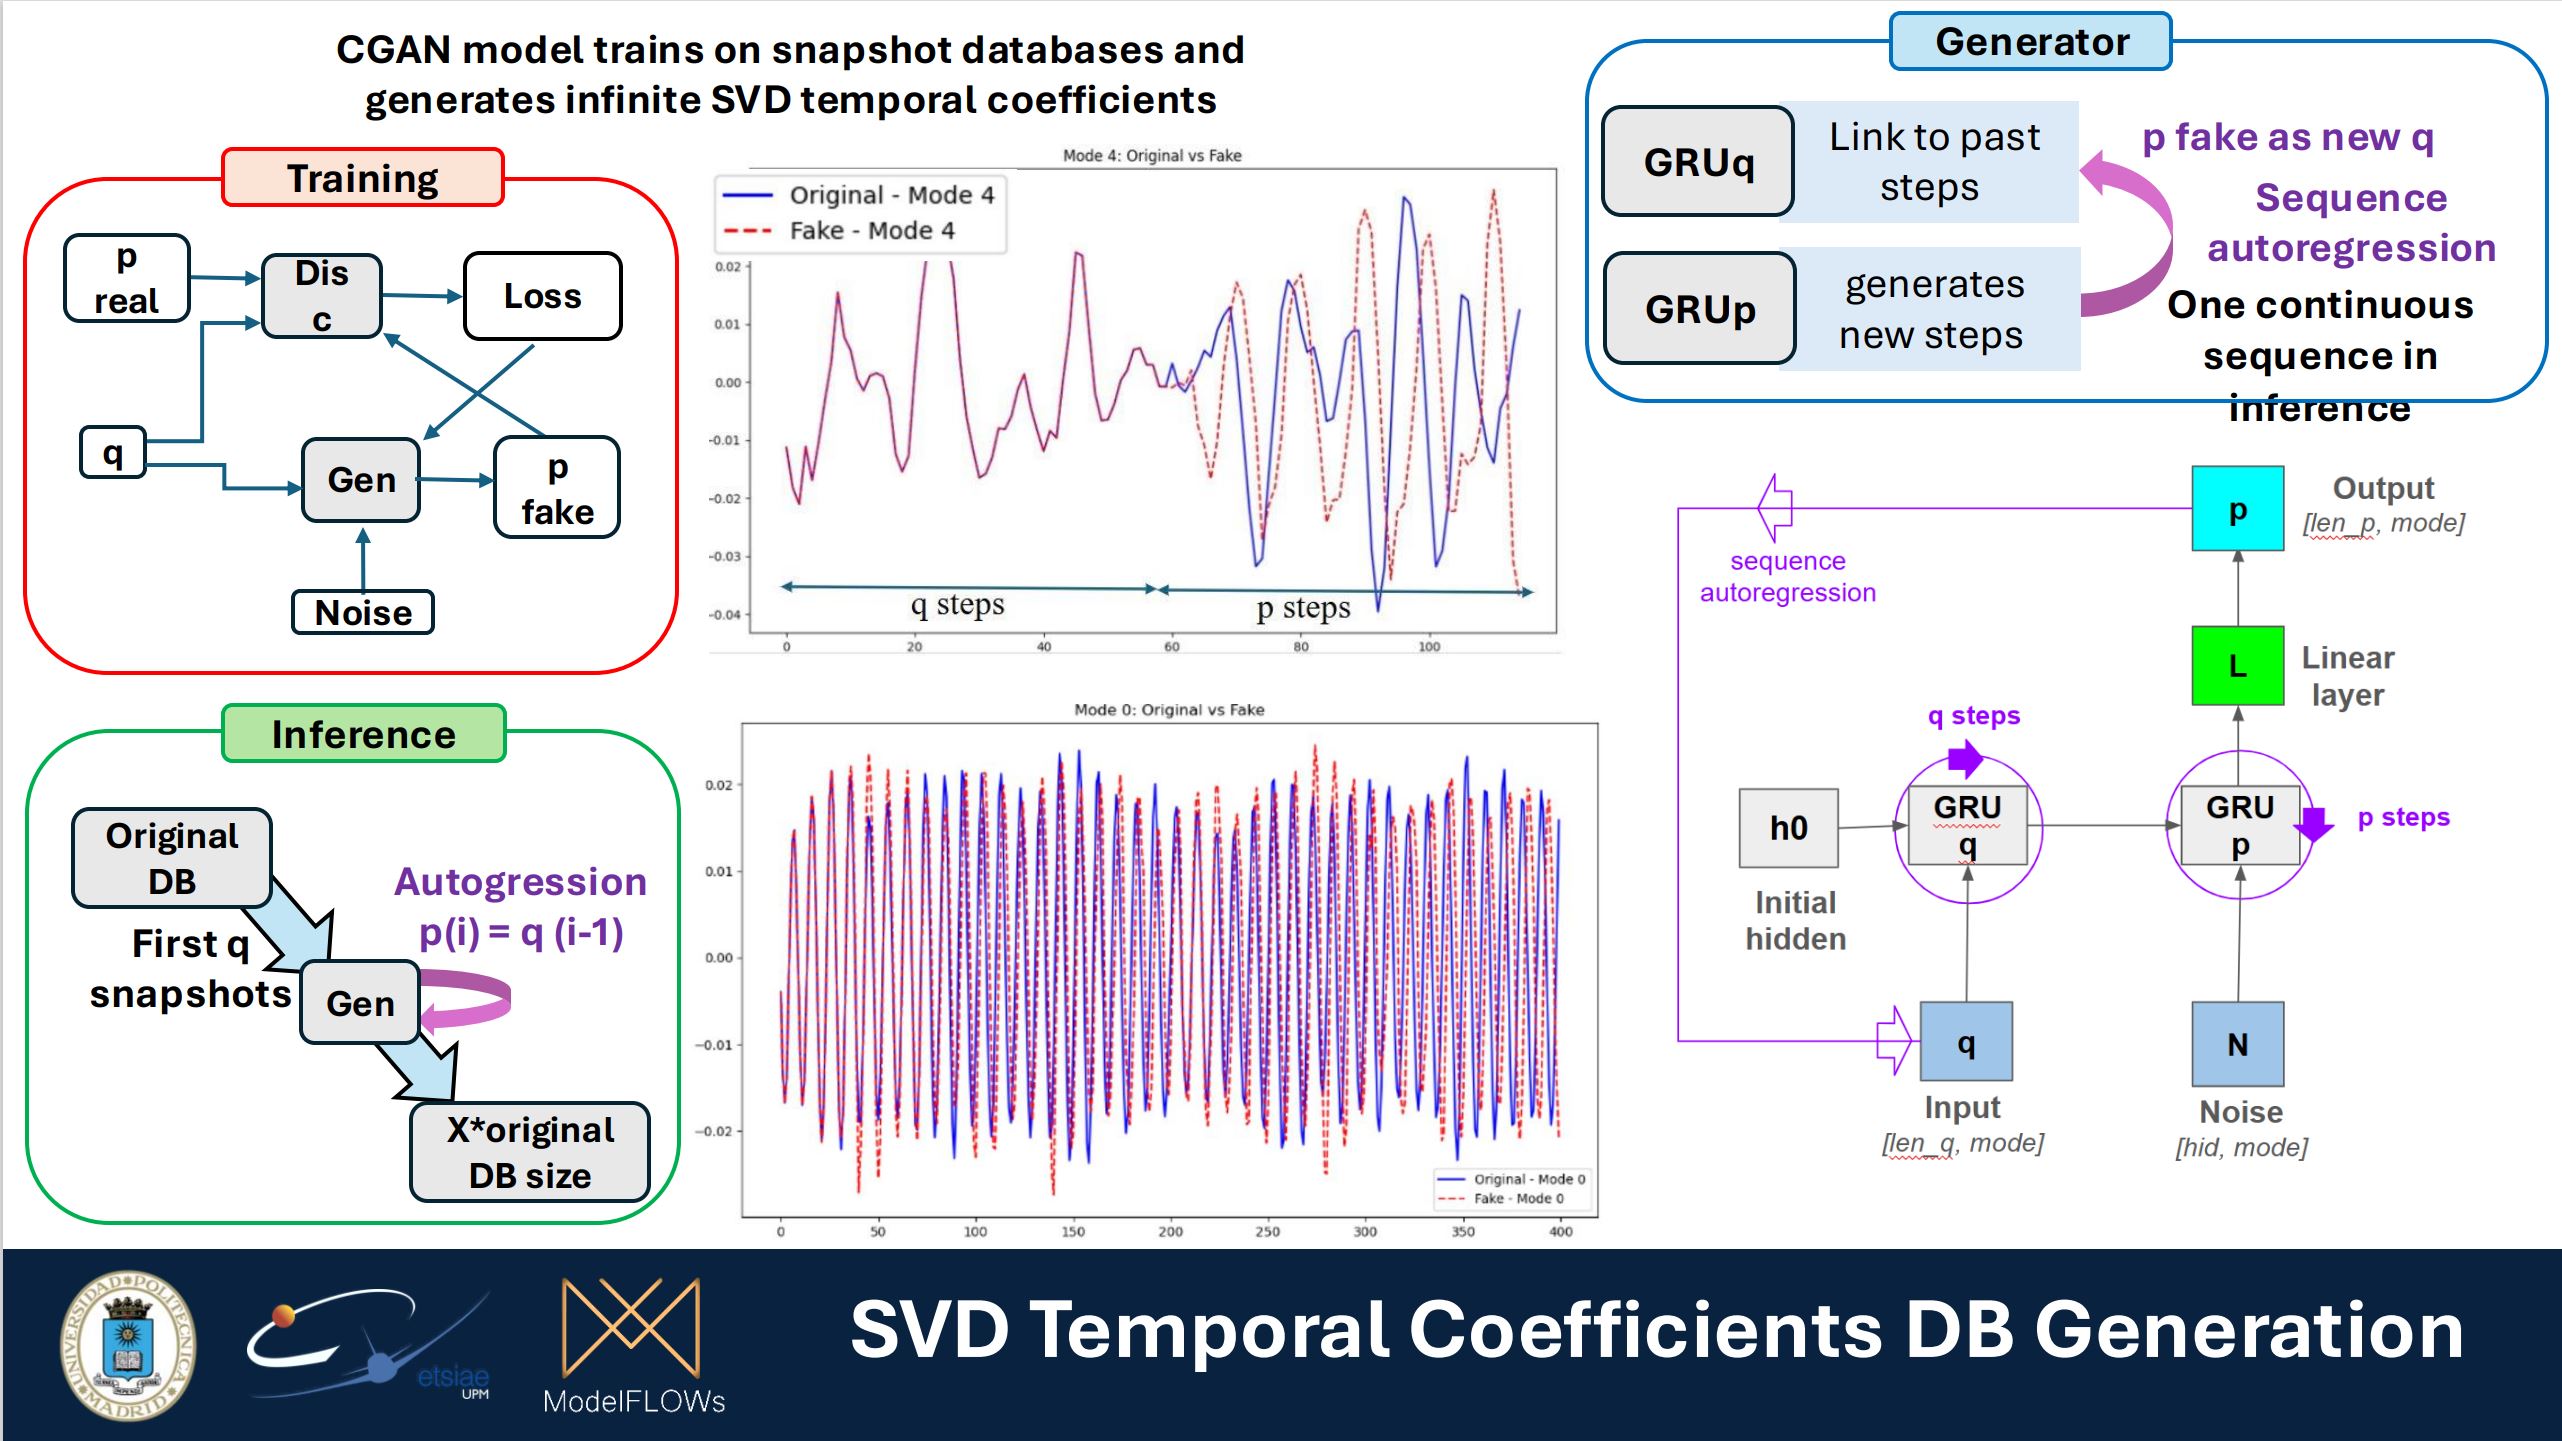 CGAN model trains on snapshot databases and
generates infinite SVD temporal coefficients
Training
p
real
Dis
c
Loss
q
Gen
p
fake
Noise
Mode 4: Original vs Fake
Original - Mode 4
Fake - Mode 4
0.02
0.01
0.00
-0.01
-0.02
-0.03
-0.04
q steps
p steps
0 20 40 60 80 100
Generator
GRUq
Link to past
steps
GRUp
generates
new steps
p fake as new q
Sequence
autoregression
One continuous
sequence in
inference
Inference
Original
DB
First q
snapshots
Gen
Autogression
p(i) = q (i-1)
X*original
DB size
Mode 0: Original vs Fake
0.02
0.01
0.00
−0.01
−0.02
Original - Mode 0
Fake - Mode 0
0 50 100 150 200 250 300 350 400
p
Output
[len_p, mode]
sequence
autoregression
L
Linear
layer
q steps
h0
GRU
q
GRU
p
p steps
Initial
hidden
q
N
Input
[len_q, mode]
Noise
[hid, mode]
UNIVERSIDAD POLITECNICA
MADRID
etsiae
UPM
ModelFLOWs
SVD Temporal Coefficients DB Generation